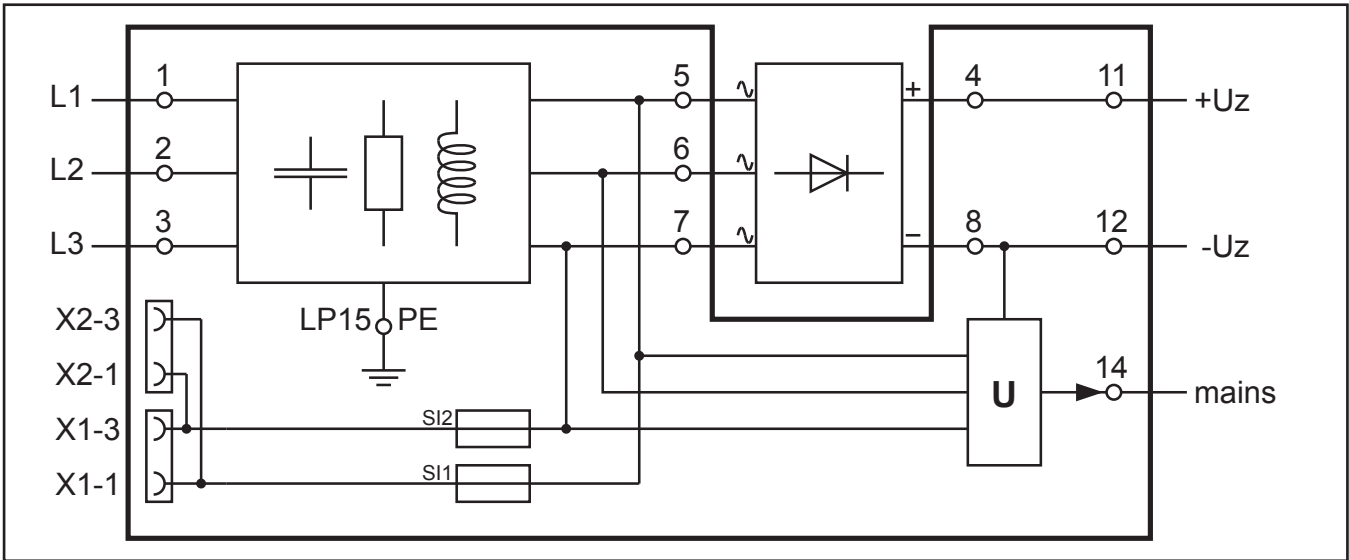 L1 1 5 + 4 11 +Uz
L2 2 6
L3 3 7 − 8 12 -Uz
X2-3 LP15 PE
X2-1
X1-3 SI2 U 14 mains
X1-1 SI1